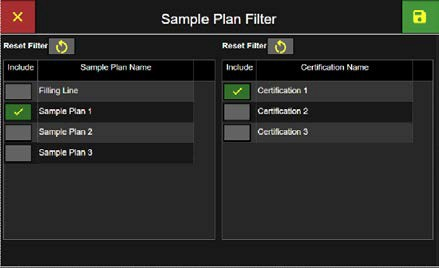 Sample Plan Filter
Reset Filter
Reset Filter
Include Sample Plan Name
Include Certification Name
Filling Line
Certification 1
Sample Plan 1
Certification 2
Sample Plan 2
Certification 3
Sample Plan 3